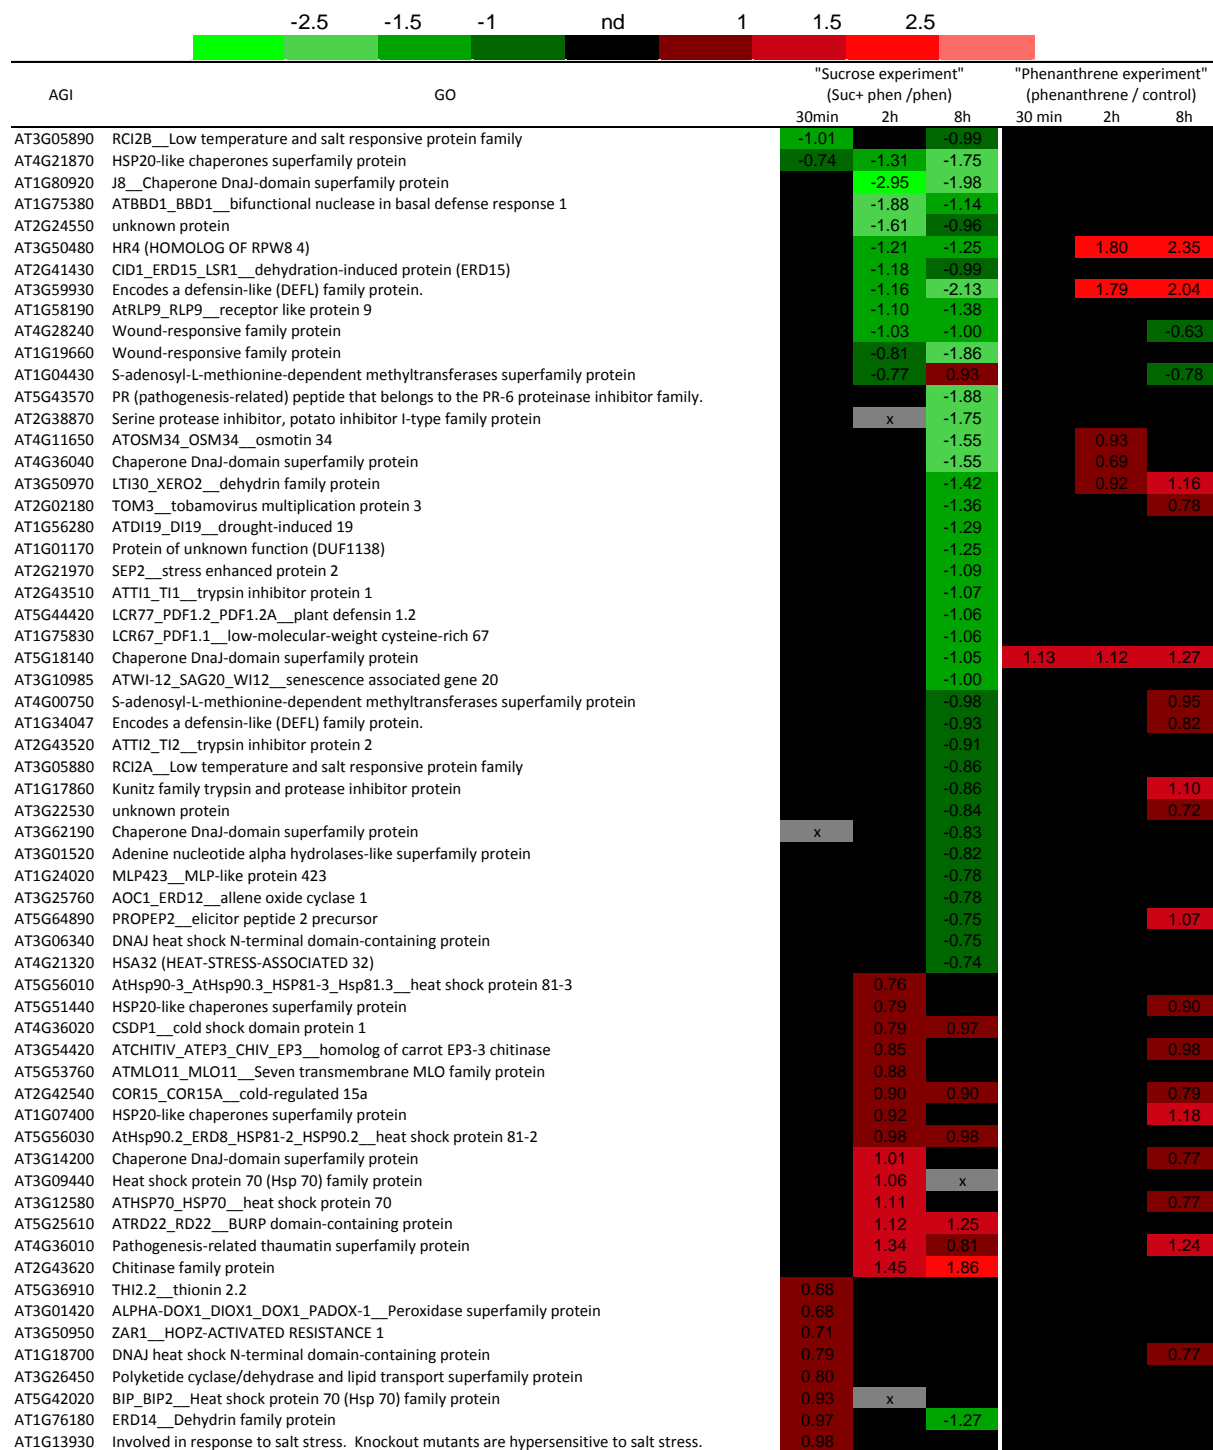 -2.5 -1.5 -1 nd 1 1.5 2.5
"Sucrose experiment" "Phenanthrene experiment"
AGI GO (Suc+ phen /phen) (phenanthrene / control)
30min 2h 8h 30 min 2h 8h
AT3G05890 RCI2B__Low temperature and salt responsive protein family -1.01 -0.99
AT4G21870 HSP20-like chaperones superfamily protein -0.74 -1.31 -1.75
AT1G80920 J8__Chaperone DnaJ-domain superfamily protein -2.95 -1.98
AT1G75380 ATBBD1_BBD1__bifunctional nuclease in basal defense response 1 -1.88 -1.14
AT2G24550 unknown protein -1.61 -0.96
AT3G50480 HR4 (HOMOLOG OF RPW8 4) -1.21 -1.25 1.80 2.35
AT2G41430 CID1_ERD15_LSR1__dehydration-induced protein (ERD15) -1.18 -0.99
AT3G59930 Encodes a defensin-like (DEFL) family protein. -1.16 -2.13 1.79 2.04
AT1G58190 AtRLP9_RLP9__receptor like protein 9 -1.10 -1.38
AT4G28240 Wound-responsive family protein -1.03 -1.00 -0.63
AT1G19660 Wound-responsive family protein -0.81 -1.86
AT1G04430 S-adenosyl-L-methionine-dependent methyltransferases superfamily protein -0.77 0.93 -0.78
AT5G43570 PR (pathogenesis-related) peptide that belongs to the PR-6 proteinase inhibitor family. -1.88
AT2G38870 Serine protease inhibitor, potato inhibitor I-type family protein x -1.75
AT4G11650 ATOSM34_OSM34__osmotin 34 -1.55 0.93
AT4G36040 Chaperone DnaJ-domain superfamily protein -1.55 0.69
AT3G50970 LTI30_XERO2__dehydrin family protein -1.42 0.92 1.16
AT2G02180 TOM3__tobamovirus multiplication protein 3 -1.36 0.78
AT1G56280 ATDI19_DI19__drought-induced 19 -1.29
AT1G01170 Protein of unknown function (DUF1138) -1.25
AT2G21970 SEP2__stress enhanced protein 2 -1.09
AT2G43510 ATTI1_TI1__trypsin inhibitor protein 1 -1.07
AT5G44420 LCR77_PDF1.2_PDF1.2A__plant defensin 1.2 -1.06
AT1G75830 LCR67_PDF1.1__low-molecular-weight cysteine-rich 67 -1.06
AT5G18140 Chaperone DnaJ-domain superfamily protein -1.05 1.13 1.12 1.27
AT3G10985 ATWI-12_SAG20_WI12__senescence associated gene 20 -1.00
AT4G00750 S-adenosyl-L-methionine-dependent methyltransferases superfamily protein -0.98 0.95
AT1G34047 Encodes a defensin-like (DEFL) family protein. -0.93 0.82
AT2G43520 ATTI2_TI2__trypsin inhibitor protein 2 -0.91
AT3G05880 RCI2A__Low temperature and salt responsive protein family -0.86
AT1G17860 Kunitz family trypsin and protease inhibitor protein -0.86 1.10
AT3G22530 unknown protein -0.84 0.72
AT3G62190 Chaperone DnaJ-domain superfamily protein x -0.83
AT3G01520 Adenine nucleotide alpha hydrolases-like superfamily protein -0.82
AT1G24020 MLP423__MLP-like protein 423 -0.78
AT3G25760 AOC1_ERD12__allene oxide cyclase 1 -0.78
AT5G64890 PROPEP2__elicitor peptide 2 precursor -0.75 1.07
AT3G06340 DNAJ heat shock N-terminal domain-containing protein -0.75
AT4G21320 HSA32 (HEAT-STRESS-ASSOCIATED 32) -0.74
AT5G56010 AtHsp90-3_AtHsp90.3_HSP81-3_Hsp81.3__heat shock protein 81-3 0.76
AT5G51440 HSP20-like chaperones superfamily protein 0.79 0.90
AT4G36020 CSDP1__cold shock domain protein 1 0.79 0.97
AT3G54420 ATCHITIV_ATEP3_CHIV_EP3__homolog of carrot EP3-3 chitinase 0.85 0.98
AT5G53760 ATMLO11_MLO11__Seven transmembrane MLO family protein 0.88
AT2G42540 COR15_COR15A__cold-regulated 15a 0.90 0.90 0.79
AT1G07400 HSP20-like chaperones superfamily protein 0.92 1.18
AT5G56030 AtHsp90.2_ERD8_HSP81-2_HSP90.2__heat shock protein 81-2 0.98 0.98
AT3G14200 Chaperone DnaJ-domain superfamily protein 1.01 0.77
AT3G09440 Heat shock protein 70 (Hsp 70) family protein 1.06 x
AT3G12580 ATHSP70_HSP70__heat shock protein 70 1.11 0.77
AT5G25610 ATRD22_RD22__BURP domain-containing protein 1.12 1.25
AT4G36010 Pathogenesis-related thaumatin superfamily protein 1.34 0.81 1.24
AT2G43620 Chitinase family protein 1.45 1.86
AT5G36910 THI2.2__thionin 2.2 0.68
AT3G01420 ALPHA-DOX1_DIOX1_DOX1_PADOX-1__Peroxidase superfamily protein 0.68
AT3G50950 ZAR1__HOPZ-ACTIVATED RESISTANCE 1 0.71
AT1G18700 DNAJ heat shock N-terminal domain-containing protein 0.79 0.77
AT3G26450 Polyketide cyclase/dehydrase and lipid transport superfamily protein 0.80
AT5G42020 BIP_BIP2__Heat shock protein 70 (Hsp 70) family protein 0.93 x
AT1G76180 ERD14__Dehydrin family protein 0.97 -1.27
AT1G13930 Involved in response to salt stress. Knockout mutants are hypersensitive to salt stress. 0.98